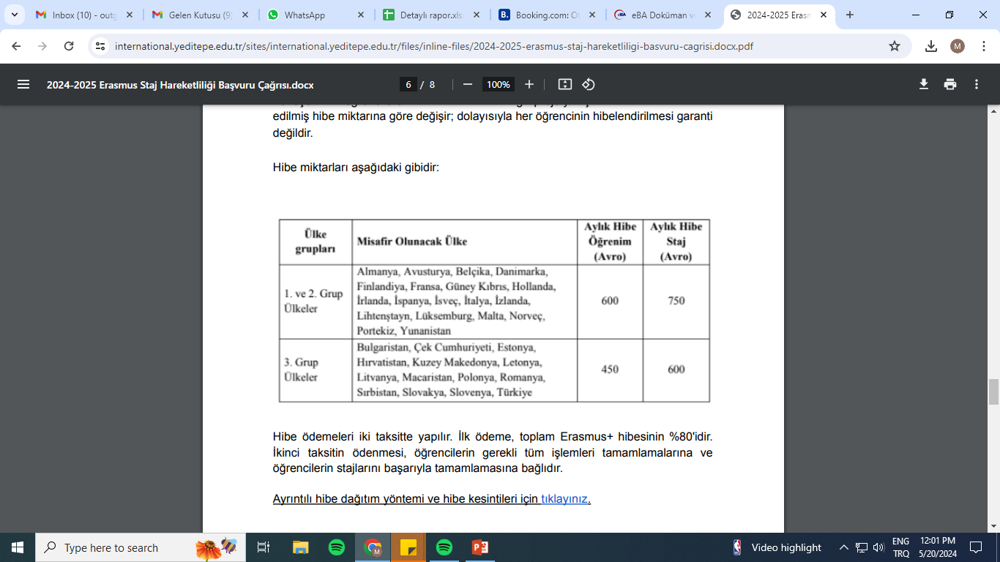 Inbox (10) - outg
Gelen Kutusu (9)
WhatsApp
Detaylı rapor.xls
Booking.com: Ot
eBA Doküman v
2024-2025 Erasm
international.yeditepe.edu.tr/sites/international.yeditepe.edu.tr/files/inline-files/2024-2025-erasmus-staj-hareketliligi-basvuru-cagrisi.docx.pdf
M
2024-2025 Erasmus Staj Hareketliliği Başvuru Çağrısı.docx
6 / 8
100%
edilmiş hibe miktarına göre değişir; dolayısıyla her öğrencinin hibelendirilmesi garanti
değildir.
Hibe miktarları aşağıdaki gibidir:
Ülke
grupları
Misafir Olunacak Ülke
Aylık Hibe
Öğrenim
(Avro)
Aylık Hibe
Staj
(Avro)
1. ve 2. Grup
Ülkeler
Almanya, Avusturya, Belçika, Danimarka,
Finlandiya, Fransa, Güney Kıbrıs, Hollanda,
İrlanda, İspanya, İsveç, İtalya, İzlanda,
Lihtenştayn, Lüksemburg, Malta, Norveç,
Portekiz, Yunanistan
600
750
3. Grup
Ülkeler
Bulgaristan, Çek Cumhuriyeti, Estonya,
Hırvatistan, Kuzey Makedonya, Letonya,
Litvanya, Macaristan, Polonya, Romanya,
Sırbistan, Slovakya, Slovenya, Türkiye
450
600
Hibe ödemeleri iki taksitte yapılır. İlk ödeme, toplam Erasmus+ hibesinin %80'idir.
İkinci taksitin ödenmesi, öğrencilerin gerekli tüm işlemleri tamamlamalarına ve
öğrencilerin stajlarını başarıyla tamamlamasına bağlıdır.
Ayrıntılı hibe dağıtım yöntemi ve hibe kesintileri için tıklayınız.
Type here to search
Video highlight
ENG
TRQ
12:01 PM
5/20/2024